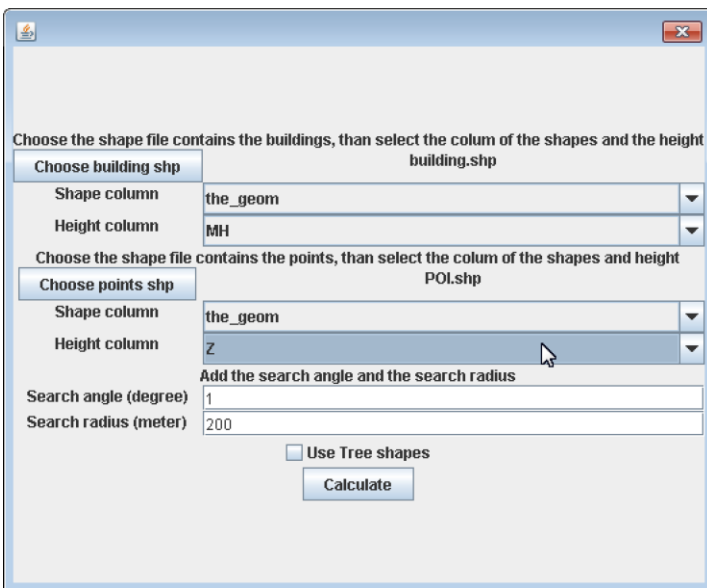 Choose the shape file contains the buildings, than select the colum of the shapes and the height
Choose building shp
building.shp
Shape column
the_geom
Height column
MH
Choose the shape file contains the points, than select the colum of the shapes and height
Choose points shp
POI.shp
Shape column
the_geom
Height column
Z
Add the search angle and the search radius
Search angle (degree)
1
Search radius (meter)
200
Use Tree shapes
Calculate